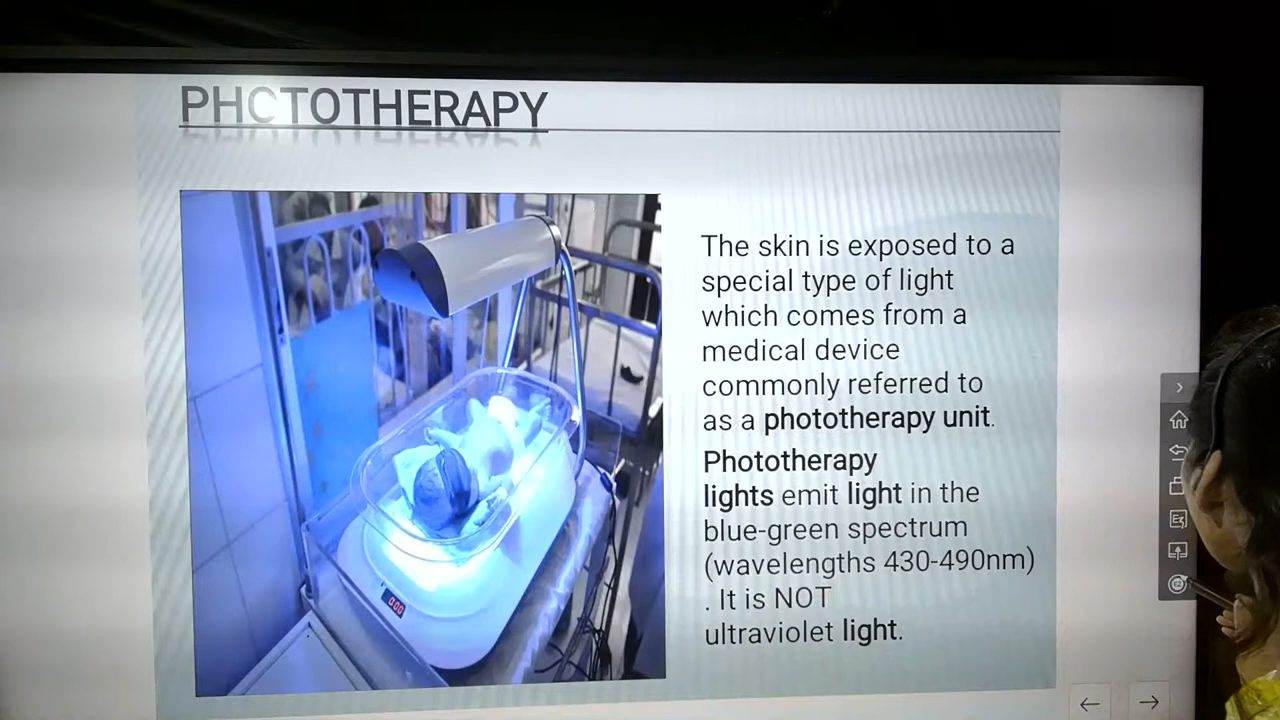 PHOTOTHERAPY
The skin is exposed to a
special type of light
which comes from a
medical device
commonly referred to
as a phototherapy unit.
Phototherapy
lights emit light in the
blue-green spectrum
(wavelengths 430-490nm)
. It is NOT
ultraviolet light.
000